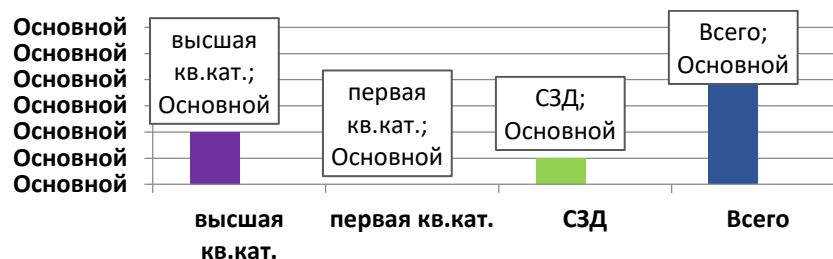 Основной
Основной
Основной
Основной
Основной
Основной
Основной
высшая
кв.кат.;
Основной
первая
кв.кат.;
Основной
СЗД;
Основной
Всего;
Основной
высшая
кв.кат.
первая кв.кат.
СЗД
Всего